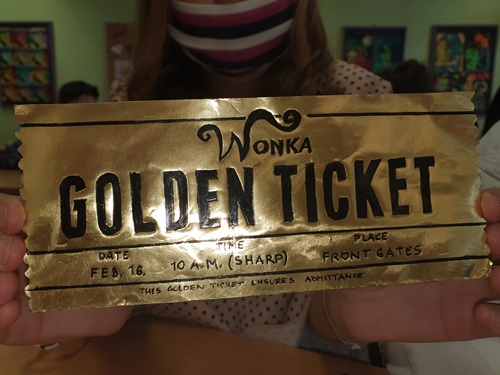 WONKA
GOLDEN TICKET
DATE TIME PLACE
FEB. 16, 10 A.M. (SHARP) FRONT GATES
THIS GOLDEN TICKET ENSURES ADMITTANCE